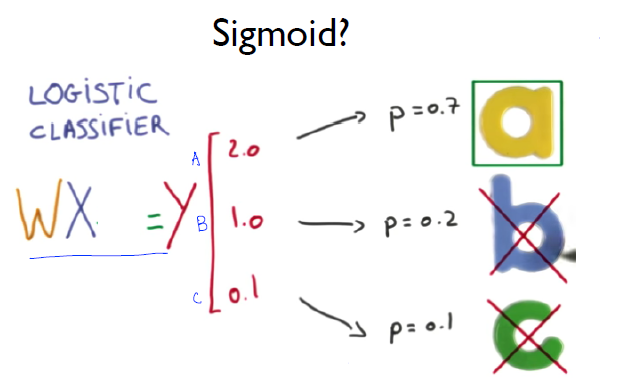 Sigmoid?
LOGISTIC
CLASSIFIER
WX = Y
A 2.0
B 1.0
C 0.1
p=0.7
p=0.2
p=0.1
a
b
c